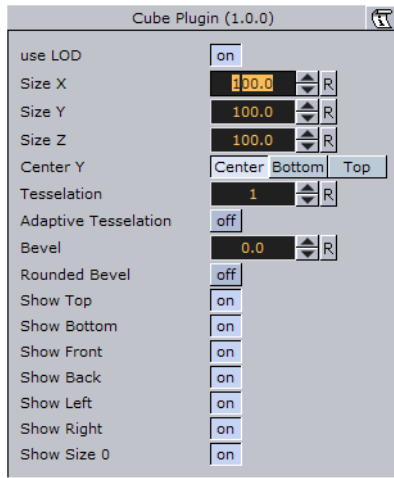 Cube Plugin (1.0.0)
use LOD on
Size X 100.0 R
Size Y 100.0 R
Size Z 100.0 R
Center Y Center Bottom Top
Tesselation 1 R
Adaptive Tesselation off
Bevel 0.0 R
Rounded Bevel off
Show Top on
Show Bottom on
Show Front on
Show Back on
Show Left on
Show Right on
Show Size 0 on